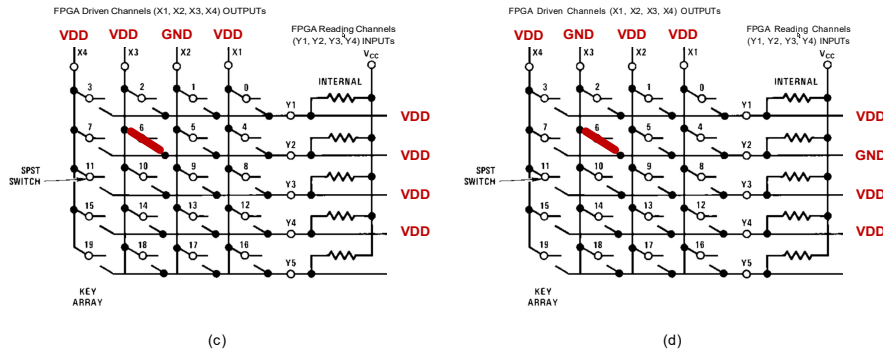 FPGA Driven Channels (X1, X2, X3, X4) OUTPUTs
FPGA Reading Channels
(Y1, Y2, Y3, Y4) INPUTs
VDD VDD GND VDD
X4 X3 X2 X1 VCC
INTERNAL
3 2 1 0 Y1 VDD
7 6 5 4 Y2 VDD
SPST
SWITCH
11 10 9 8 Y3 VDD
15 14 13 12 Y4 VDD
19 18 17 16 Y5
KEY
ARRAY
(c)
FPGA Driven Channels (X1, X2, X3, X4) OUTPUTs
FPGA Reading Channels
(Y1, Y2, Y3, Y4) INPUTs
VDD GND VDD VDD
X4 X3 X2 X1 VCC
INTERNAL
3 2 1 0 Y1 VDD
7 6 5 4 Y2 GND
SPST
SWITCH
11 10 9 8 Y3 VDD
15 14 13 12 Y4 VDD
19 18 17 16 Y5
KEY
ARRAY
(d)